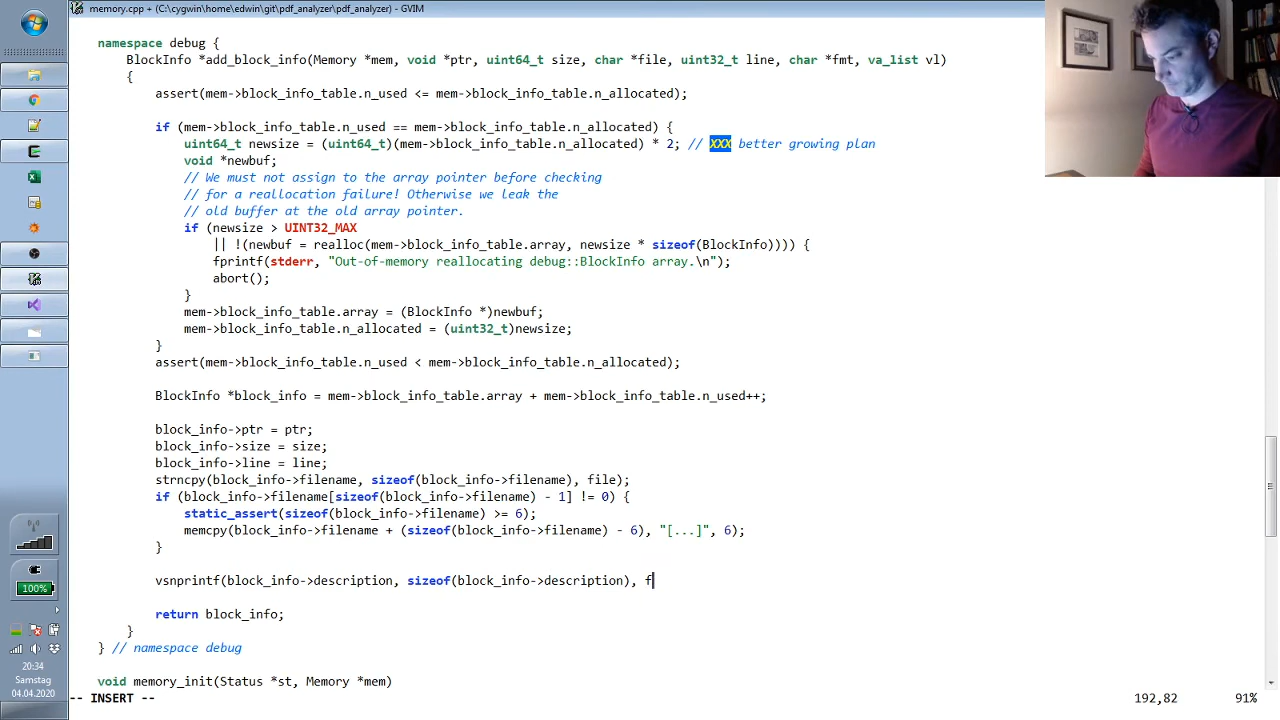 memory.cpp + (C:\cygwin\home\edwin\git\pdf_analyzer\pdf_analyzer) - GVIM
namespace debug {
BlockInfo *add_block_info(Memory *mem, void *ptr, uint64_t size, char *file, uint32_t line, char *fmt, va_list vl)
{
assert(mem->block_info_table.n_used <= mem->block_info_table.n_allocated);
if (mem->block_info_table.n_used == mem->block_info_table.n_allocated) {
uint64_t newsize = (uint64_t)(mem->block_info_table.n_allocated) * 2; // XXX better growing plan
void *newbuf;
// We must not assign to the array pointer before checking
// for a reallocation failure! Otherwise we leak the
// old buffer at the old array pointer.
if (newsize > UINT32_MAX
|| !(newbuf = realloc(mem->block_info_table.array, newsize * sizeof(BlockInfo)))) {
fprintf(stderr, "Out-of-memory reallocating debug::BlockInfo array.\n");
abort();
}
mem->block_info_table.array = (BlockInfo *)newbuf;
mem->block_info_table.n_allocated = (uint32_t)newsize;
}
assert(mem->block_info_table.n_used < mem->block_info_table.n_allocated);
BlockInfo *block_info = mem->block_info_table.array + mem->block_info_table.n_used++;
block_info->ptr = ptr;
block_info->size = size;
block_info->line = line;
strncpy(block_info->filename, sizeof(block_info->filename), file);
if (block_info->filename[sizeof(block_info->filename) - 1] != 0) {
static_assert(sizeof(block_info->filename) >= 6);
memcpy(block_info->filename + (sizeof(block_info->filename) - 6), "[...]", 6);
}
vsnprintf(block_info->description, sizeof(block_info->description), f
return block_info;
}
} // namespace debug
void memory_init(Status *st, Memory *mem)
-- INSERT -- 192,82 91%
100%
20:34
Samstag
04.04.2020